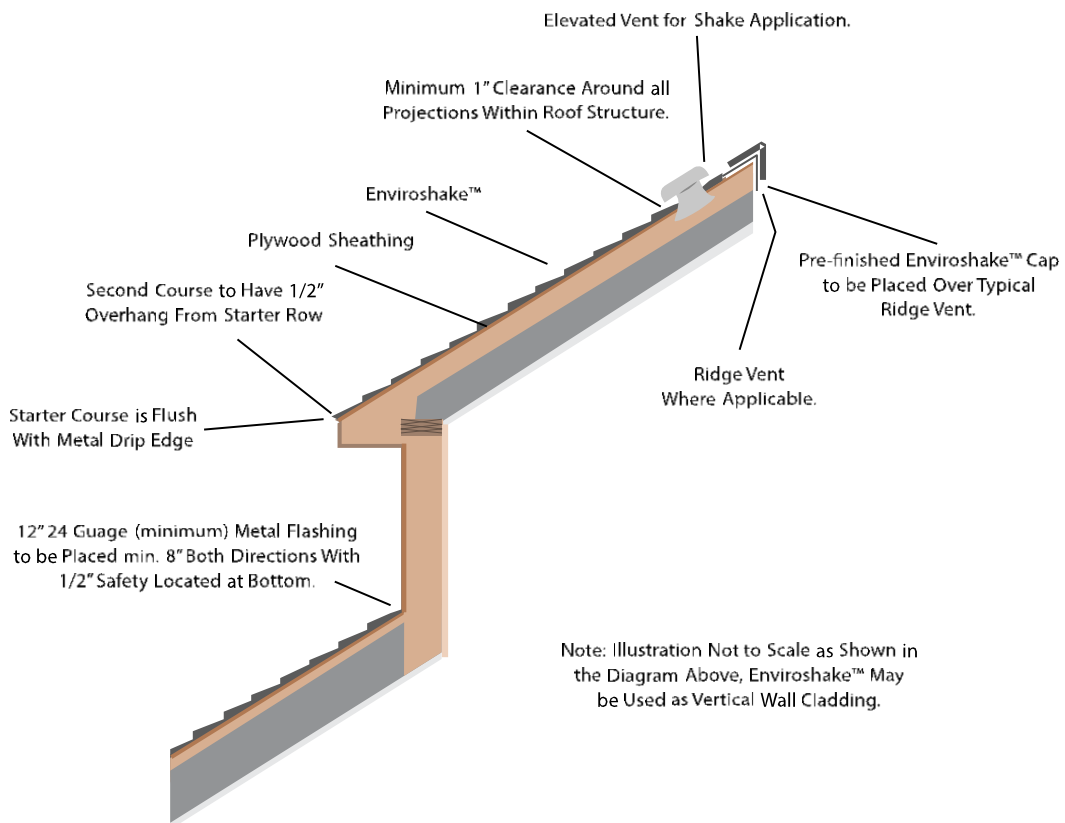 Elevated Vent for Shake Application.
Minimum 1” Clearance Around all
Projections Within Roof Structure.
Enviroshake™
Plywood Sheathing
Second Course to Have 1/2”
Overhang From Starter Row
Pre-finished Enviroshake™ Cap
to be Placed Over Typical
Ridge Vent.
Ridge Vent
Where Applicable.
Starter Course is Flush
With Metal Drip Edge
12” 24 Guage (minimum) Metal Flashing
to be Placed min. 8” Both Directions With
1/2” Safety Located at Bottom.
Note: Illustration Not to Scale as Shown in
the Diagram Above, Enviroshake™ May
be Used as Vertical Wall Cladding.